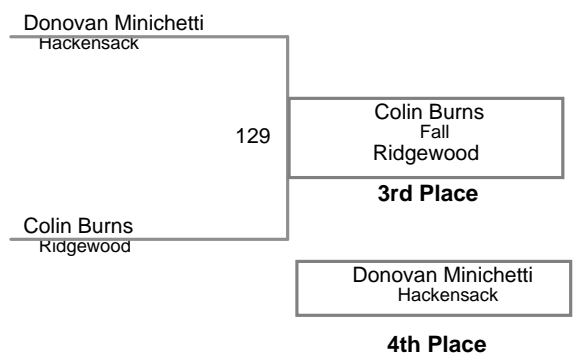 Donovan Minichetti
Hackensack
129
Colin Burns
Fall
Ridgewood
3rd Place
Colin Burns
Ridgewood
Donovan Minichetti
Hackensack
4th Place